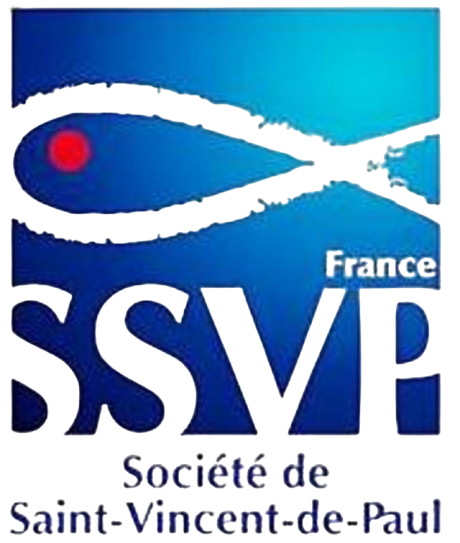 France
SSVP
Société de
Saint-Vincent-de-Paul